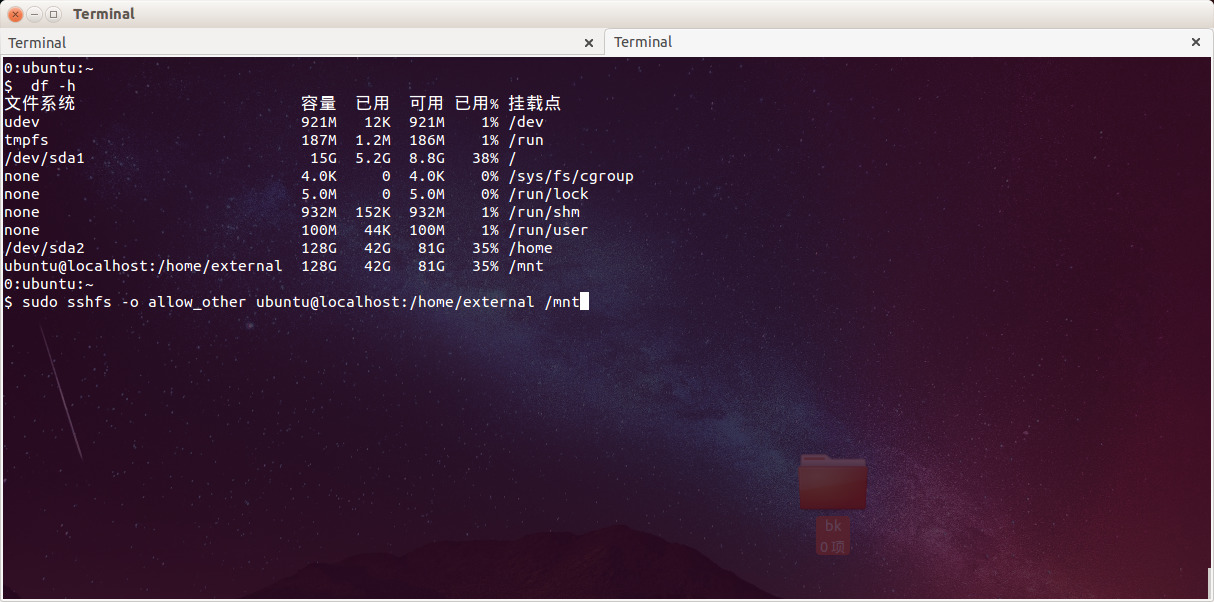 Terminal
Terminal
Terminal
0:ubuntu:~
$  df -h
文件系统                         容量  已用  可用 已用% 挂载点
udev                             921M   12K  921M    1% /dev
tmpfs                            187M  1.2M  186M    1% /run
/dev/sda1                         15G  5.2G  8.8G   38% /
none                             4.0K     0  4.0K    0% /sys/fs/cgroup
none                             5.0M     0  5.0M    0% /run/lock
none                             932M  152K  932M    1% /run/shm
none                             100M   44K  100M    1% /run/user
/dev/sda2                        128G   42G   81G   35% /home
ubuntu@localhost:/home/external  128G   42G   81G   35% /mnt
0:ubuntu:~
$ sudo sshfs -o allow_other ubuntu@localhost:/home/external /mnt
bk
0 项